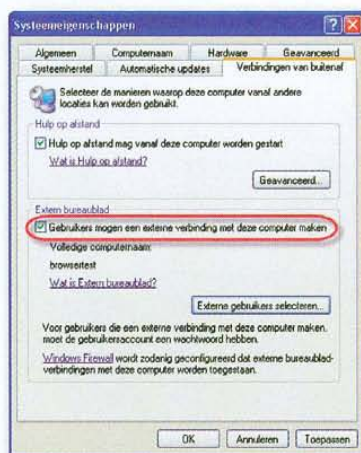 Systeemeigenschappen
Algemeen Computernaam Hardware Geavanceerd
Systeemherstel Automatische updates Verbindingen van buitenaf
Selecteer de manieren waarop deze computer vanaf andere
locaties kan worden gebruikt.
Hulp op afstand
Hulp op afstand mag vanaf deze computer worden gestart
Wat is Hulp op afstand?
Geavanceerd...
Extern bureaublad
Gebruikers mogen een externe verbinding met deze computer maken
Volledige computernaam:
browsertest
Wat is Extern bureaublad?
Externe gebruikers selecteren...
Voor gebruikers die een externe verbinding met deze computer maken,
moet de gebruikersaccount een wachtwoord hebben.
Windows Firewall wordt zodanig geconfigureerd dat externe bureaublad-
verbindingen met deze computer worden toegestaan.
OK Annuleren Toepassen